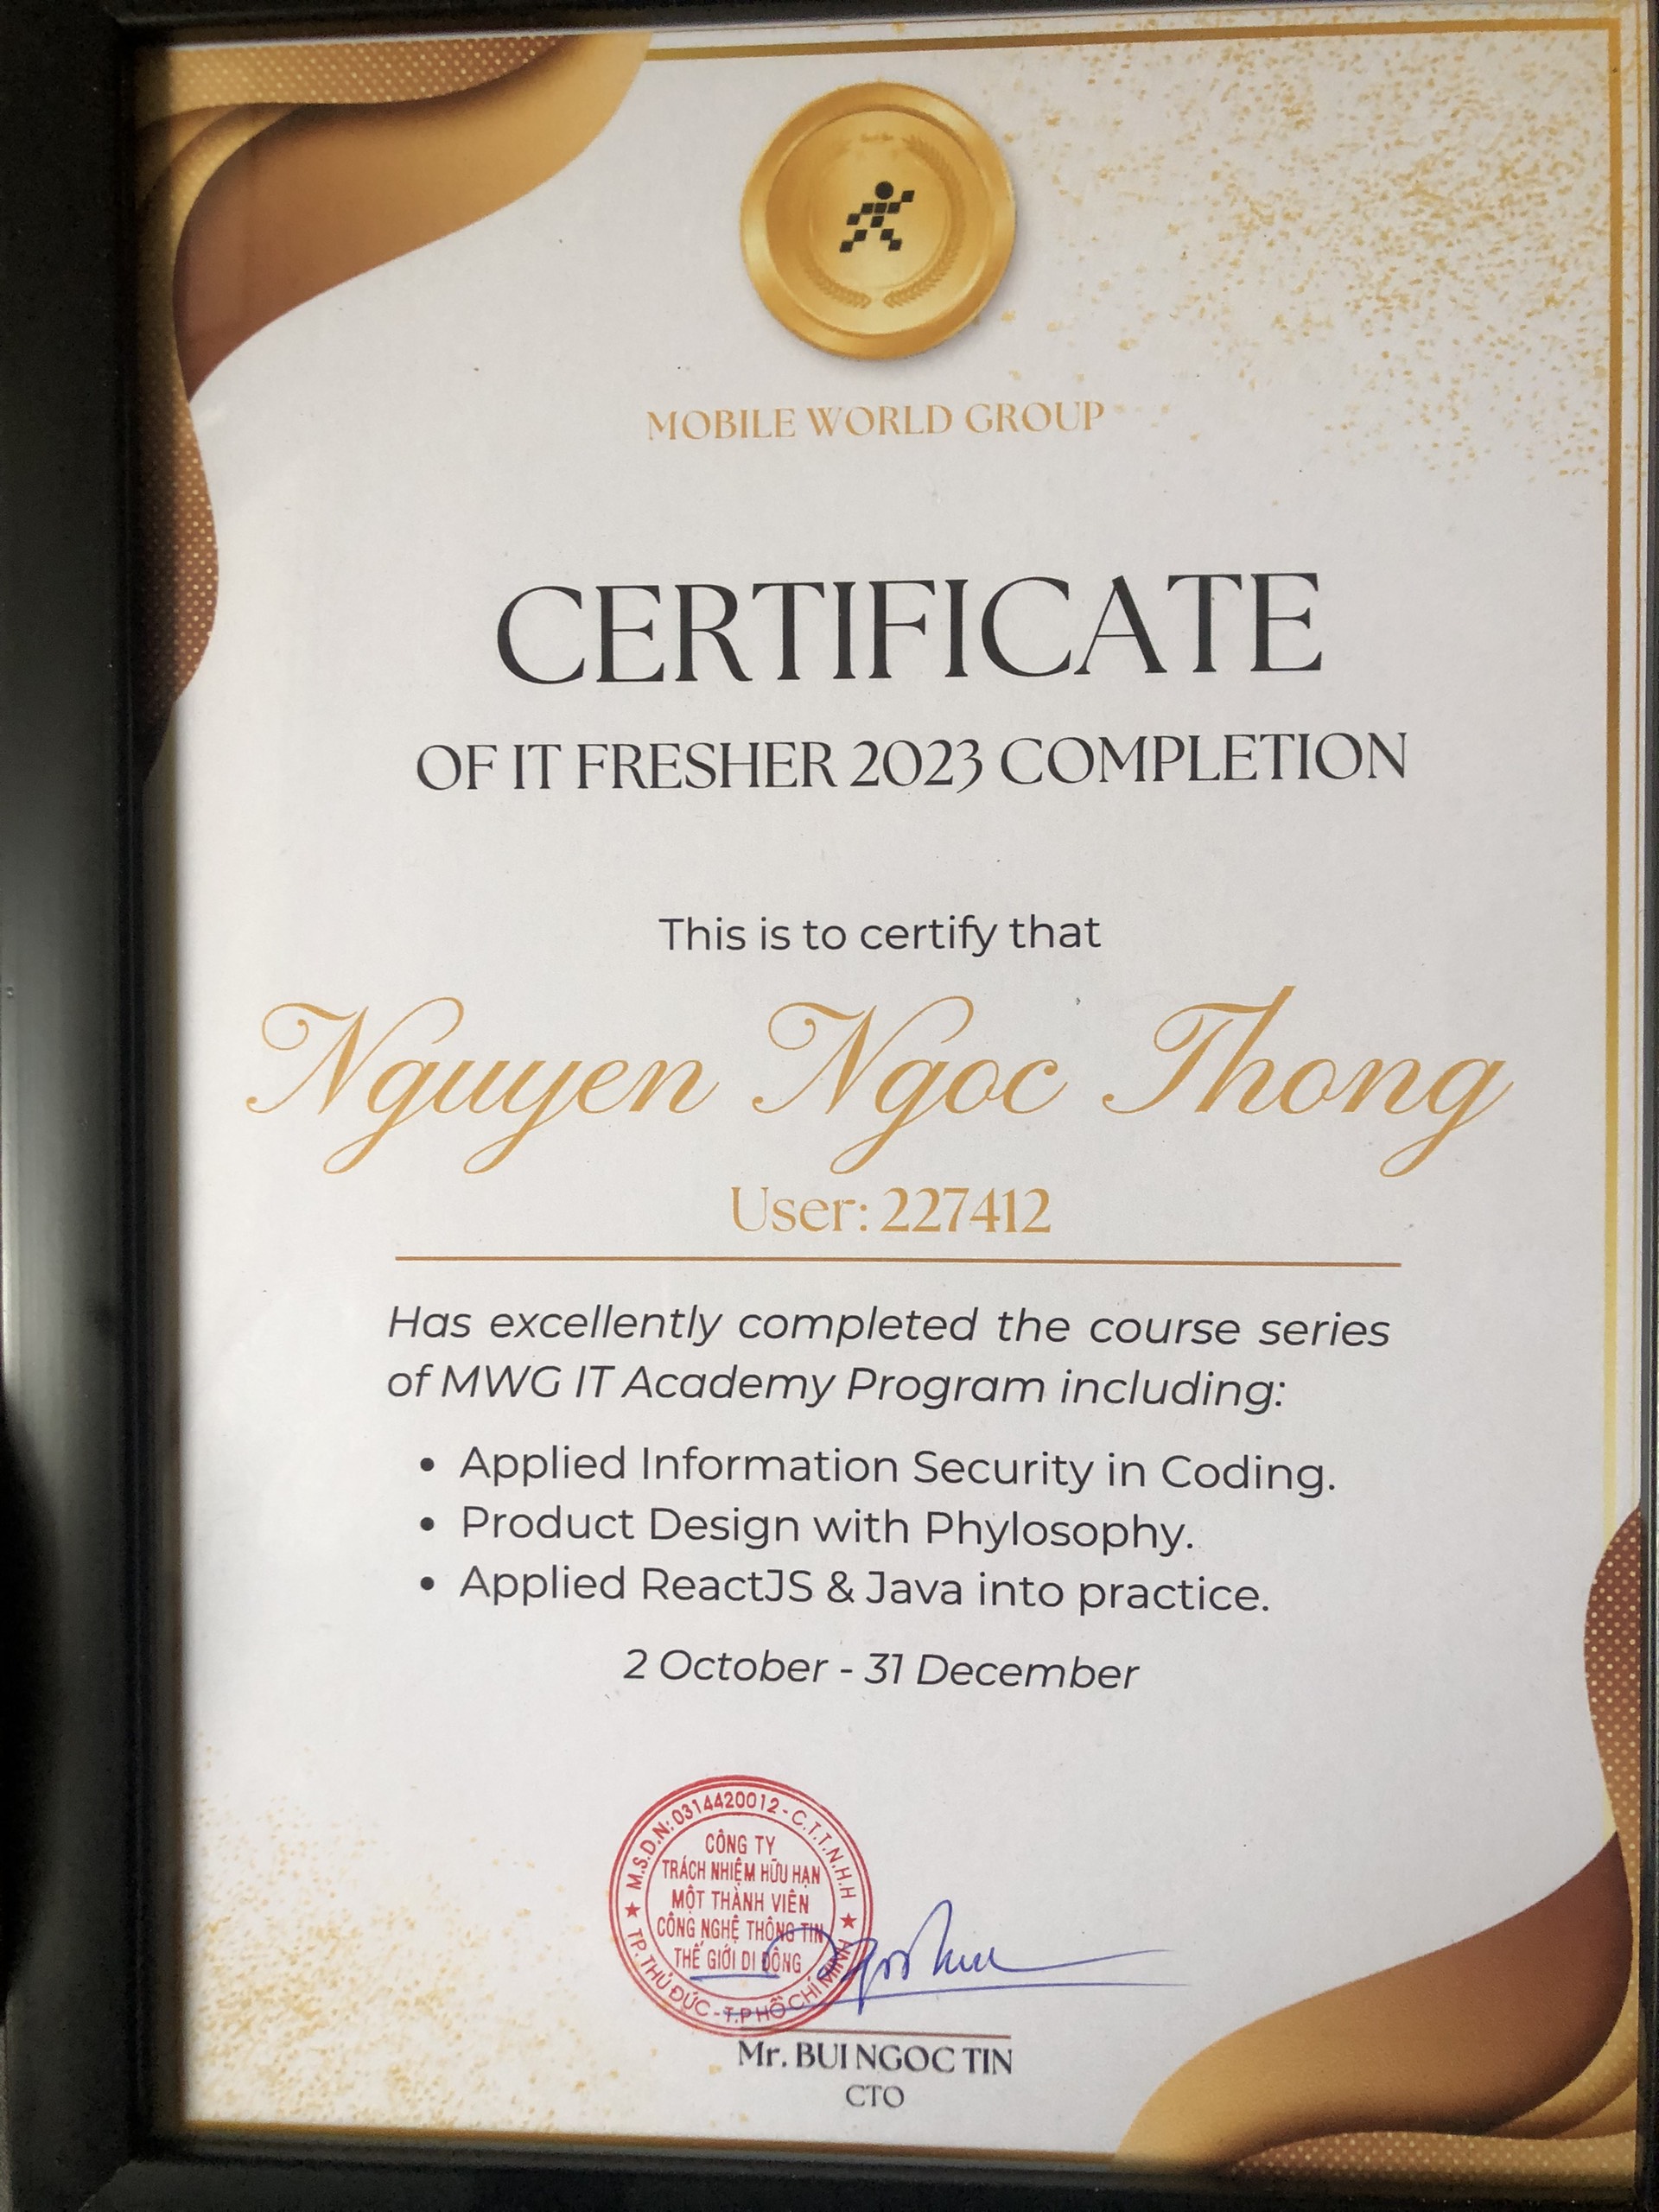 MOBILE WORLD GROUP
CERTIFICATE
OF IT FRESHER 2023 COMPLETION
This is to certify that
Nguyen Ngoc Thong
User: 227412
Has excellently completed the course series
of MWG IT Academy Program including:
• Applied Information Security in Coding.
• Product Design with Phylosophy.
• Applied ReactJS & Java into practice.
2 October - 31 December
M.S.D.N: 0314420012 - C.T.T.N.H.H
CÔNG TY
TRÁCH NHIỆM HỮU HẠN
MỘT THÀNH VIÊN
CÔNG NGHỆ THÔNG TIN
THẾ GIỚI DI ĐỘNG
TP. THỦ ĐỨC - T.P HỒ CHÍ MINH
Mr. BUI NGOC TIN
CTO